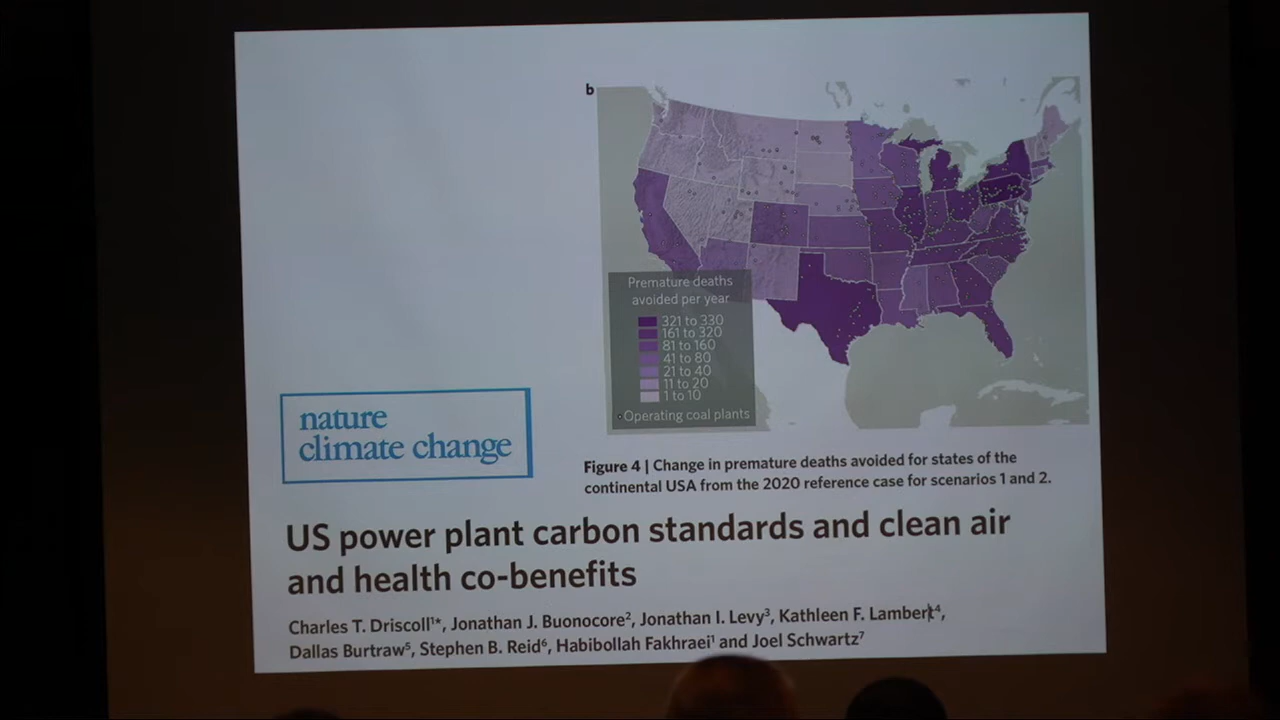 b
Premature deaths
avoided per year
321 to 330
161 to 320
81 to 160
41 to 80
21 to 40
11 to 20
1 to 10
Operating coal plants
nature
climate change
Figure 4 | Change in premature deaths avoided for states of the
continental USA from the 2020 reference case for scenarios 1 and 2.
US power plant carbon standards and clean air
and health co-benefits
Charles T. Driscoll¹*, Jonathan J. Buonocore², Jonathan I. Levy³, Kathleen F. Lambert⁴,
Dallas Burtraw⁵, Stephen B. Reid⁶, Habibollah Fakhraei¹ and Joel Schwartz⁷